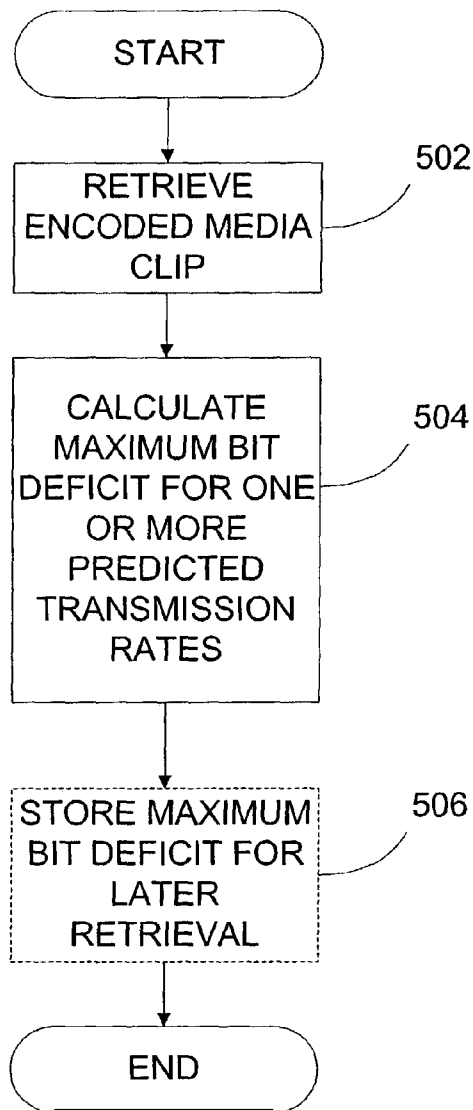 START
502
RETRIEVE
ENCODED MEDIA
CLIP
504
CALCULATE
MAXIMUM BIT
DEFICIT FOR ONE
OR MORE
PREDICTED
TRANSMISSION
RATES
506
STORE MAXIMUM
BIT DEFICIT FOR
LATER
RETRIEVAL
END